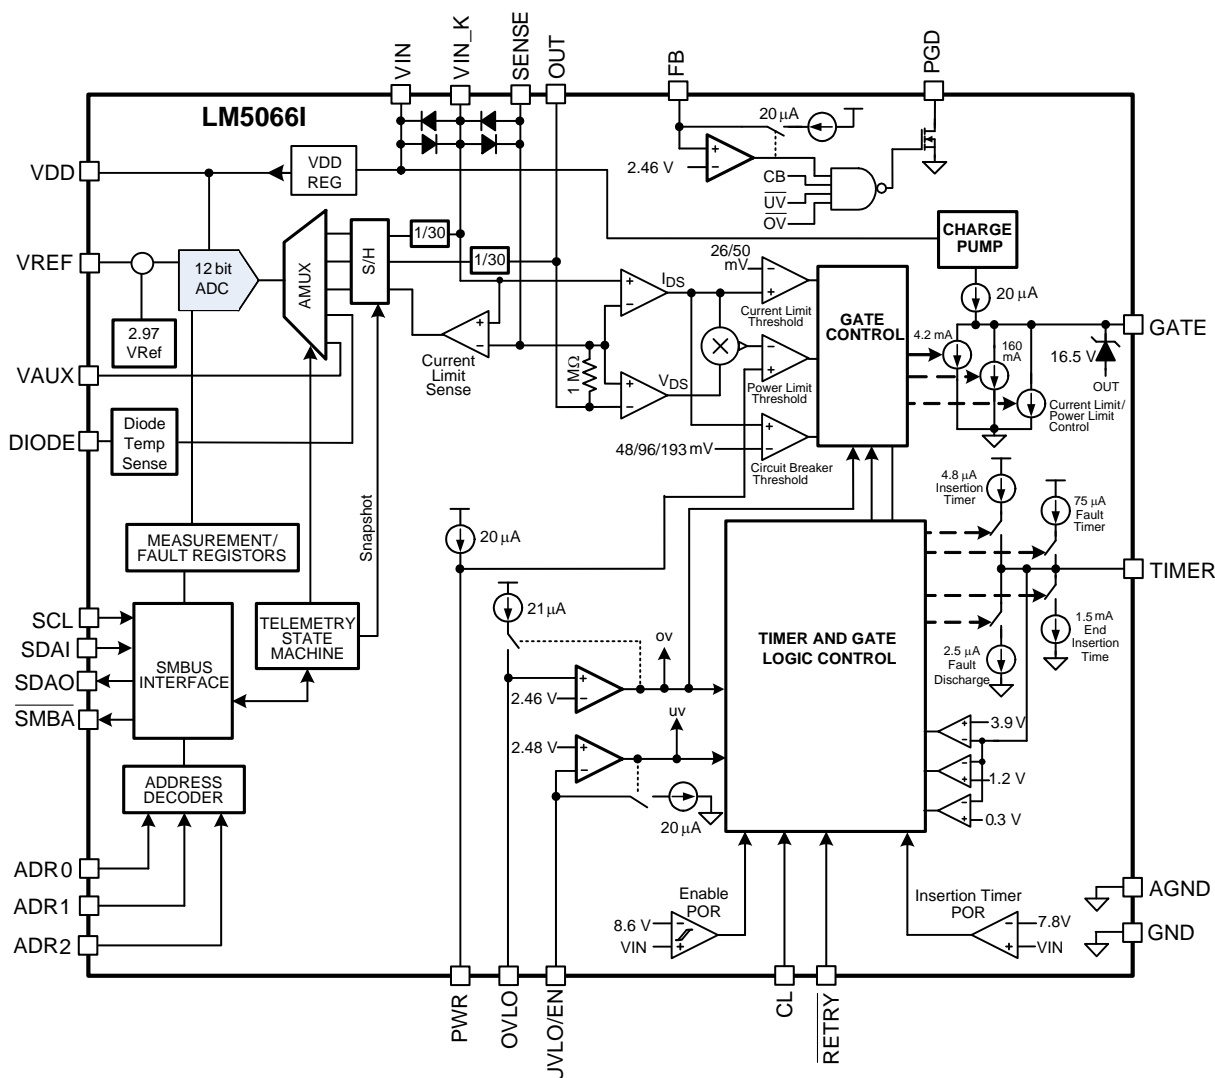 VIN
VIN_K
SENSE
OUT
FB
PGD
LM5066I
VDD
VDD
REG
20 μA
2.46 V
CB
UV
OV
VREF
12 bit
ADC
AMUX
S/H
1/30
1/30
2.97
VRef
VAUX
DIODE
Diode
Temp
Sense
Current
Limit
Sense
1 MΩ
IDS
VDS
26/50
mV
Current Limit
Threshold
Power Limit
Threshold
48/96/193 mV
Circuit Breaker
Threshold
GATE
CONTROL
CHARGE
PUMP
20 μA
4.2 mA
160
mA
16.5 V
OUT
GATE
Current Limit/
Power Limit
Control
MEASUREMENT/
FAULT REGISTORS
Snapshot
20 μA
21 μA
4.8 μA
Insertion
Timer
75 μA
Fault
Timer
TIMER
SCL
SDAI
SDAO
SMBA
SMBUS
INTERFACE
TELEMETRY
STATE
MACHINE
TIMER AND GATE
LOGIC CONTROL
2.5 μA
Fault
Discharge
1.5 mA
End
Insertion
Time
OV
2.46 V
UV
2.48 V
20 μA
3.9 V
1.2 V
0.3 V
ADDRESS
DECODER
ADR0
ADR1
ADR2
Enable
POR
8.6 V
VIN
Insertion Timer
POR
7.8V
VIN
AGND
GND
PWR
OVLO
UVLO/EN
CL
RETRY